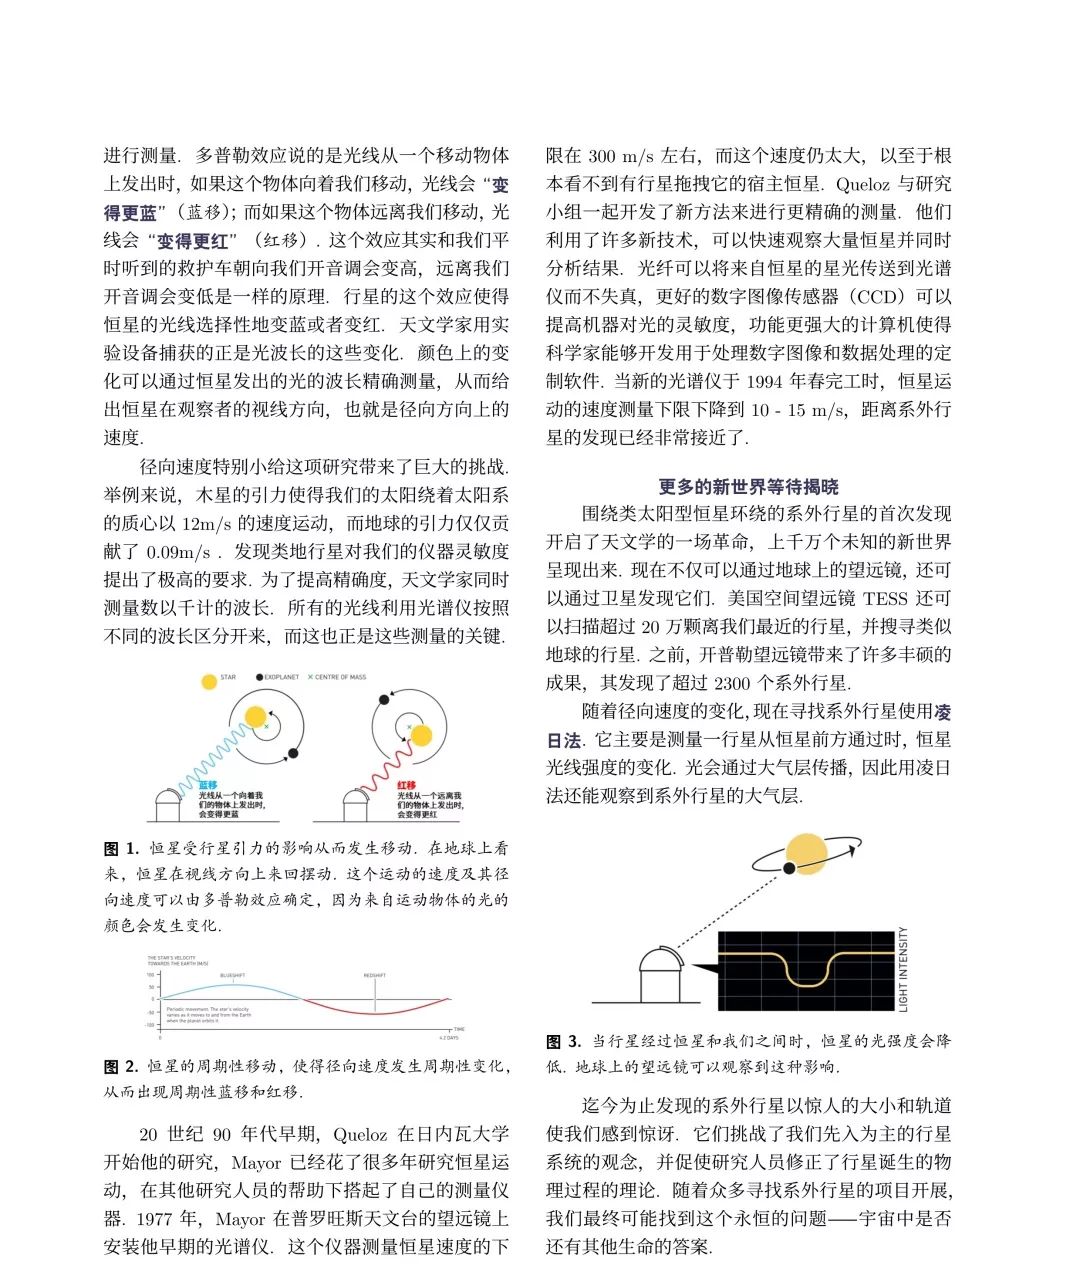 进行测量. 多普勒效应说的是光线从一个移动物体
上发出时, 如果这个物体向着我们移动, 光线会 “变
得更蓝” (蓝移); 而如果这个物体远离我们移动, 光
线会 “变得更红” (红移) . 这个效应其实和我们平
时听到的救护车朝向我们开音调会变高, 远离我们
开音调会变低是一样的原理. 行星的这个效应使得
恒星的光线选择性地变蓝或者变红. 天文学家用实
验设备捕获的正是光波长的这些变化. 颜色上的变
化可以通过恒星发出的光的波长精确测量, 从而给
出恒星在观察者的视线方向, 也就是径向方向上的
速度.
径向速度特别小给这项研究带来了巨大的挑战.
举例来说, 木星的引力使得我们的太阳绕着太阳系
的质心以 12m/s 的速度运动, 而地球的引力仅仅贡
献了 0.09m/s . 发现类地行星对我们的仪器灵敏度
提出了极高的要求. 为了提高精确度, 天文学家同时
测量数以千计的波长. 所有的光线利用光谱仪按照
不同的波长区分开来, 而这也正是这些测量的关键.
STAR EXOPLANET × CENTRE OF MASS
蓝移
光线从一个向着我
们的物体上发出时,
会变得更蓝
红移
光线从一个远离我
们的物体上发出时,
会变得更红
图 1. 恒星受行星引力的影响从而发生移动. 在地球上看
来, 恒星在视线方向上来回摆动. 这个运动的速度及其径
向速度可以由多普勒效应确定, 因为来自运动物体的光的
颜色会发生变化.
THE STAR'S VELOCITY
TOWARDS THE EARTH (M/S)
100
50
0
-50
-100
BLUESHIFT
REDSHIFT
Periodic movement. The star's velocity
varies as it moves to and from the Earth
when the planet orbits it.
TIME
0
4.2 DAYS
图 2. 恒星的周期性移动, 使得径向速度发生周期性变化,
从而出现周期性蓝移和红移.
20 世纪 90 年代早期, Queloz 在日内瓦大学
开始他的研究, Mayor 已经花了很多年研究恒星运
动, 在其他研究人员的帮助下搭起了自己的测量仪
器. 1977 年, Mayor 在普罗旺斯天文台的望远镜上
安装他早期的光谱仪. 这个仪器测量恒星速度的下
限在 300 m/s 左右, 而这个速度仍太大, 以至于根
本看不到有行星拖拽它的宿主恒星. Queloz 与研究
小组一起开发了新方法来进行更精确的测量. 他们
利用了许多新技术, 可以快速观察大量恒星并同时
分析结果. 光纤可以将来自恒星的星光传送到光谱
仪而不失真, 更好的数字图像传感器 (CCD) 可以
提高机器对光的灵敏度, 功能更强大的计算机使得
科学家能够开发用于处理数字图像和数据处理的定
制软件. 当新的光谱仪于 1994 年春完工时, 恒星运
动的速度测量下限下降到 10 - 15 m/s, 距离系外行
星的发现已经非常接近了.
更多的新世界等待揭晓
围绕类太阳型恒星环绕的系外行星的首次发现
开启了天文学的一场革命, 上千万个未知的新世界
呈现出来. 现在不仅可以通过地球上的望远镜, 还可
以通过卫星发现它们. 美国空间望远镜 TESS 还可
以扫描超过 20 万颗离我们最近的行星, 并搜寻类似
地球的行星. 之前, 开普勒望远镜带来了许多丰硕的
成果, 其发现了超过 2300 个系外行星.
随着径向速度的变化, 现在寻找系外行星使用凌
日法. 它主要是测量一行星从恒星前方通过时, 恒星
光线强度的变化. 光会通过大气层传播, 因此用凌日
法还能观察到系外行星的大气层.
LIGHT INTENSITY
图 3. 当行星经过恒星和我们之间时, 恒星的光强度会降
低. 地球上的望远镜可以观察到这种影响.
迄今为止发现的系外行星以惊人的大小和轨道
使我们感到惊讶. 它们挑战了我们先入为主的行星
系统的观念, 并促使研究人员修正了行星诞生的物
理过程的理论. 随着众多寻找系外行星的项目开展,
我们最终可能找到这个永恒的问题——宇宙中是否
还有其他生命的答案.